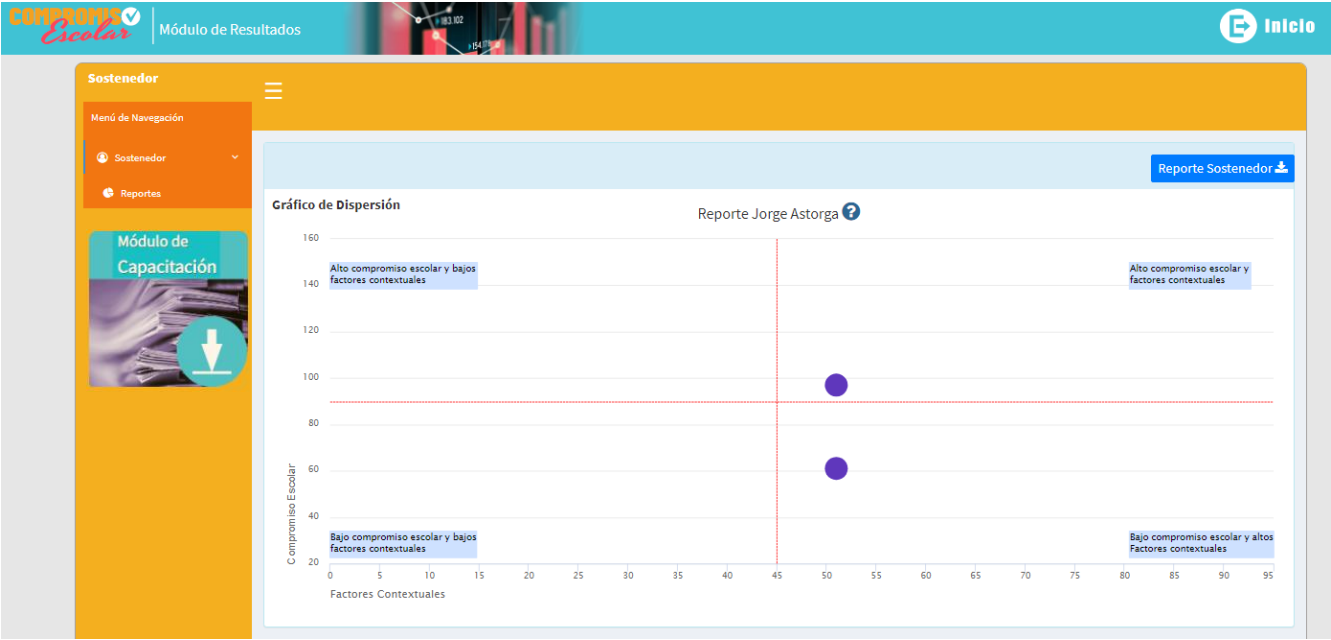 COMPROMISO
Escolar
Módulo de Resultados
183.102
154.
Inicio
Sostenedor
Menú de Navegación
Sostenedor
Reportes
Módulo de
Capacitación
Reporte Sostenedor
Gráfico de Dispersión
Reporte Jorge Astorga ?
160
140
120
100
80
60
40
20
Compromiso Escolar
Alto compromiso escolar y bajos
factores contextuales
Alto compromiso escolar y
factores contextuales
Bajo compromiso escolar y bajos
factores contextuales
Bajo compromiso escolar y altos
Factores contextuales
0 5 10 15 20 25 30 35 40 45 50 55 60 65 70 75 80 85 90 95
Factores Contextuales